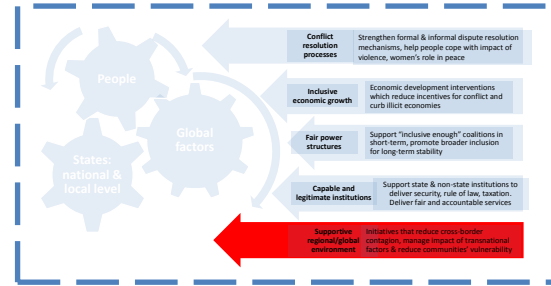 People
Global
factors
States:
national &
local level
Conflict
resolution
processes
Strengthen formal & informal dispute resolution
mechanisms, help people cope with impact of
violence, women's role in peace
Inclusive
economic growth
Economic development interventions
which reduce incentives for conflict and
curb illicit economies
Fair power
structures
Support "inclusive enough" coalitions in
short-term, promote broader inclusion
for long-term stability
Capable and
legitimate institutions
Support state & non-state institutions to
deliver security, rule of law, taxation.
Deliver fair and accountable services
Supportive
regional/global
environment
Initiatives that reduce cross-border
contagion, manage impact of transnational
factors & reduce communities' vulnerability